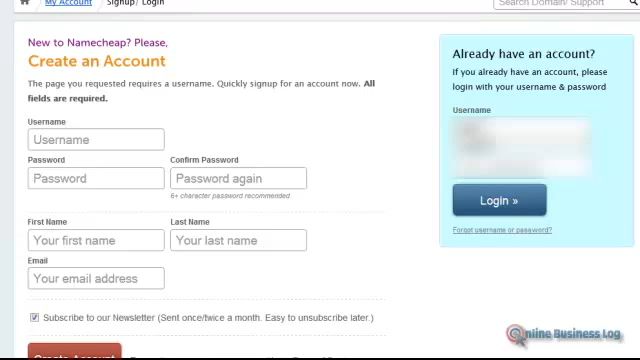 My Account
Signup/ Login
Search Domain/ Support
New to Namecheap? Please,
Create an Account
The page you requested requires a username. Quickly signup for an account now. All
fields are required.
Username
Username
Password
Confirm Password
Password
Password again
6+ character password recommended
First Name
Last Name
Your first name
Your last name
Email
Your email address
Subscribe to our Newsletter (Sent once/twice a month. Easy to unsubscribe later.)
Create Account
Already have an account?
If you already have an account, please
login with your username & password
Username
Login »
Forgot username or password?
Online Business Log